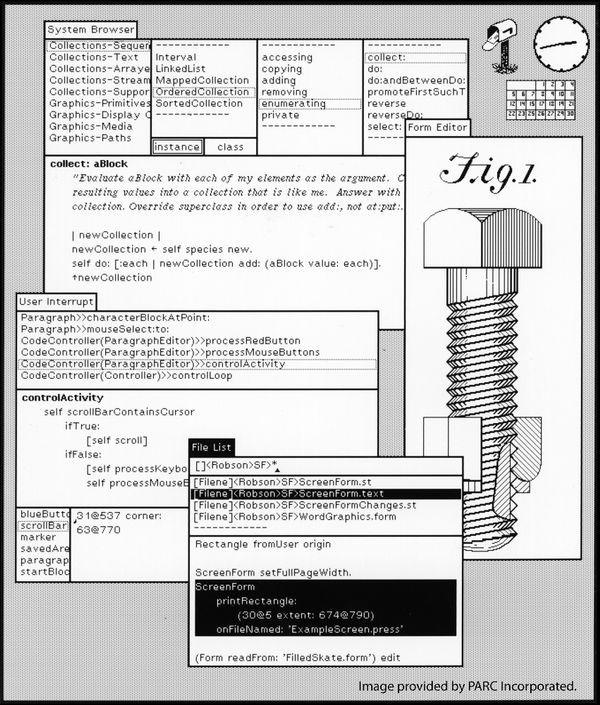 System Browser
Collections-Sequen
Collections-Text
Collections-Arraye
Collections-Stream
Collections-Suppor
Graphics-Primitives
Graphics-Display O
Graphics-Media
Graphics-Paths
------------
Interval
LinkedList
MappedCollection
OrderedCollection
SortedCollection
------------
instance
class
------------
accessing
copying
adding
removing
enumerating
private
------------
------------
collect:
do:
do:andBetweenDo:
promoteFirstSuchT
reverse
reverseDo:
select:
1 2 3 4
5 6 7 8 9 10 11
12 13 14 15 16 17 18
19 20 21 22 23 24 25
26 27 28 29 30
collect: aBlock
"Evaluate aBlock with each of my elements as the argument. C
resulting values into a collection that is like me. Answer with
collection. Override superclass in order to use add:, not at:put:.
| newCollection |
newCollection ← self species new.
self do: [:each | newCollection add: (aBlock value: each)].
↑newCollection
Form Editor
Fig. 1.
User Interrupt
Paragraph>>characterBlockAtPoint:
Paragraph>>mouseSelect:to:
CodeController(ParagraphEditor)>>processRedButton
CodeController(ParagraphEditor)>>processMouseButtons
CodeController(ParagraphEditor)>>controlActivity
CodeController(Controller)>>controlLoop
controlActivity
self scrollBarContainsCursor
ifTrue:
[self scroll]
ifFalse:
[self processKeybo
self processMouseB
blueButto
scrollBar
marker
savedAre
paragrap
startBloc
31@537 corner:
63@770
File List
[]<Robson>SF>*
[Filene]<Robson>SF>ScreenForm.st
[Filene]<Robson>SF>ScreenForm.text
[Filene]<Robson>SF>ScreenFormChanges.st
[Filene]<Robson>SF>WordGraphics.form
------------
Rectangle fromUser origin
ScreenForm setFullPageWidth.
ScreenForm
printRectangle:
(30@5 extent: 674@790)
onFileNamed: 'ExampleScreen.press'
(Form readFrom: 'FilledSkate.form') edit
Image provided by PARC Incorporated.